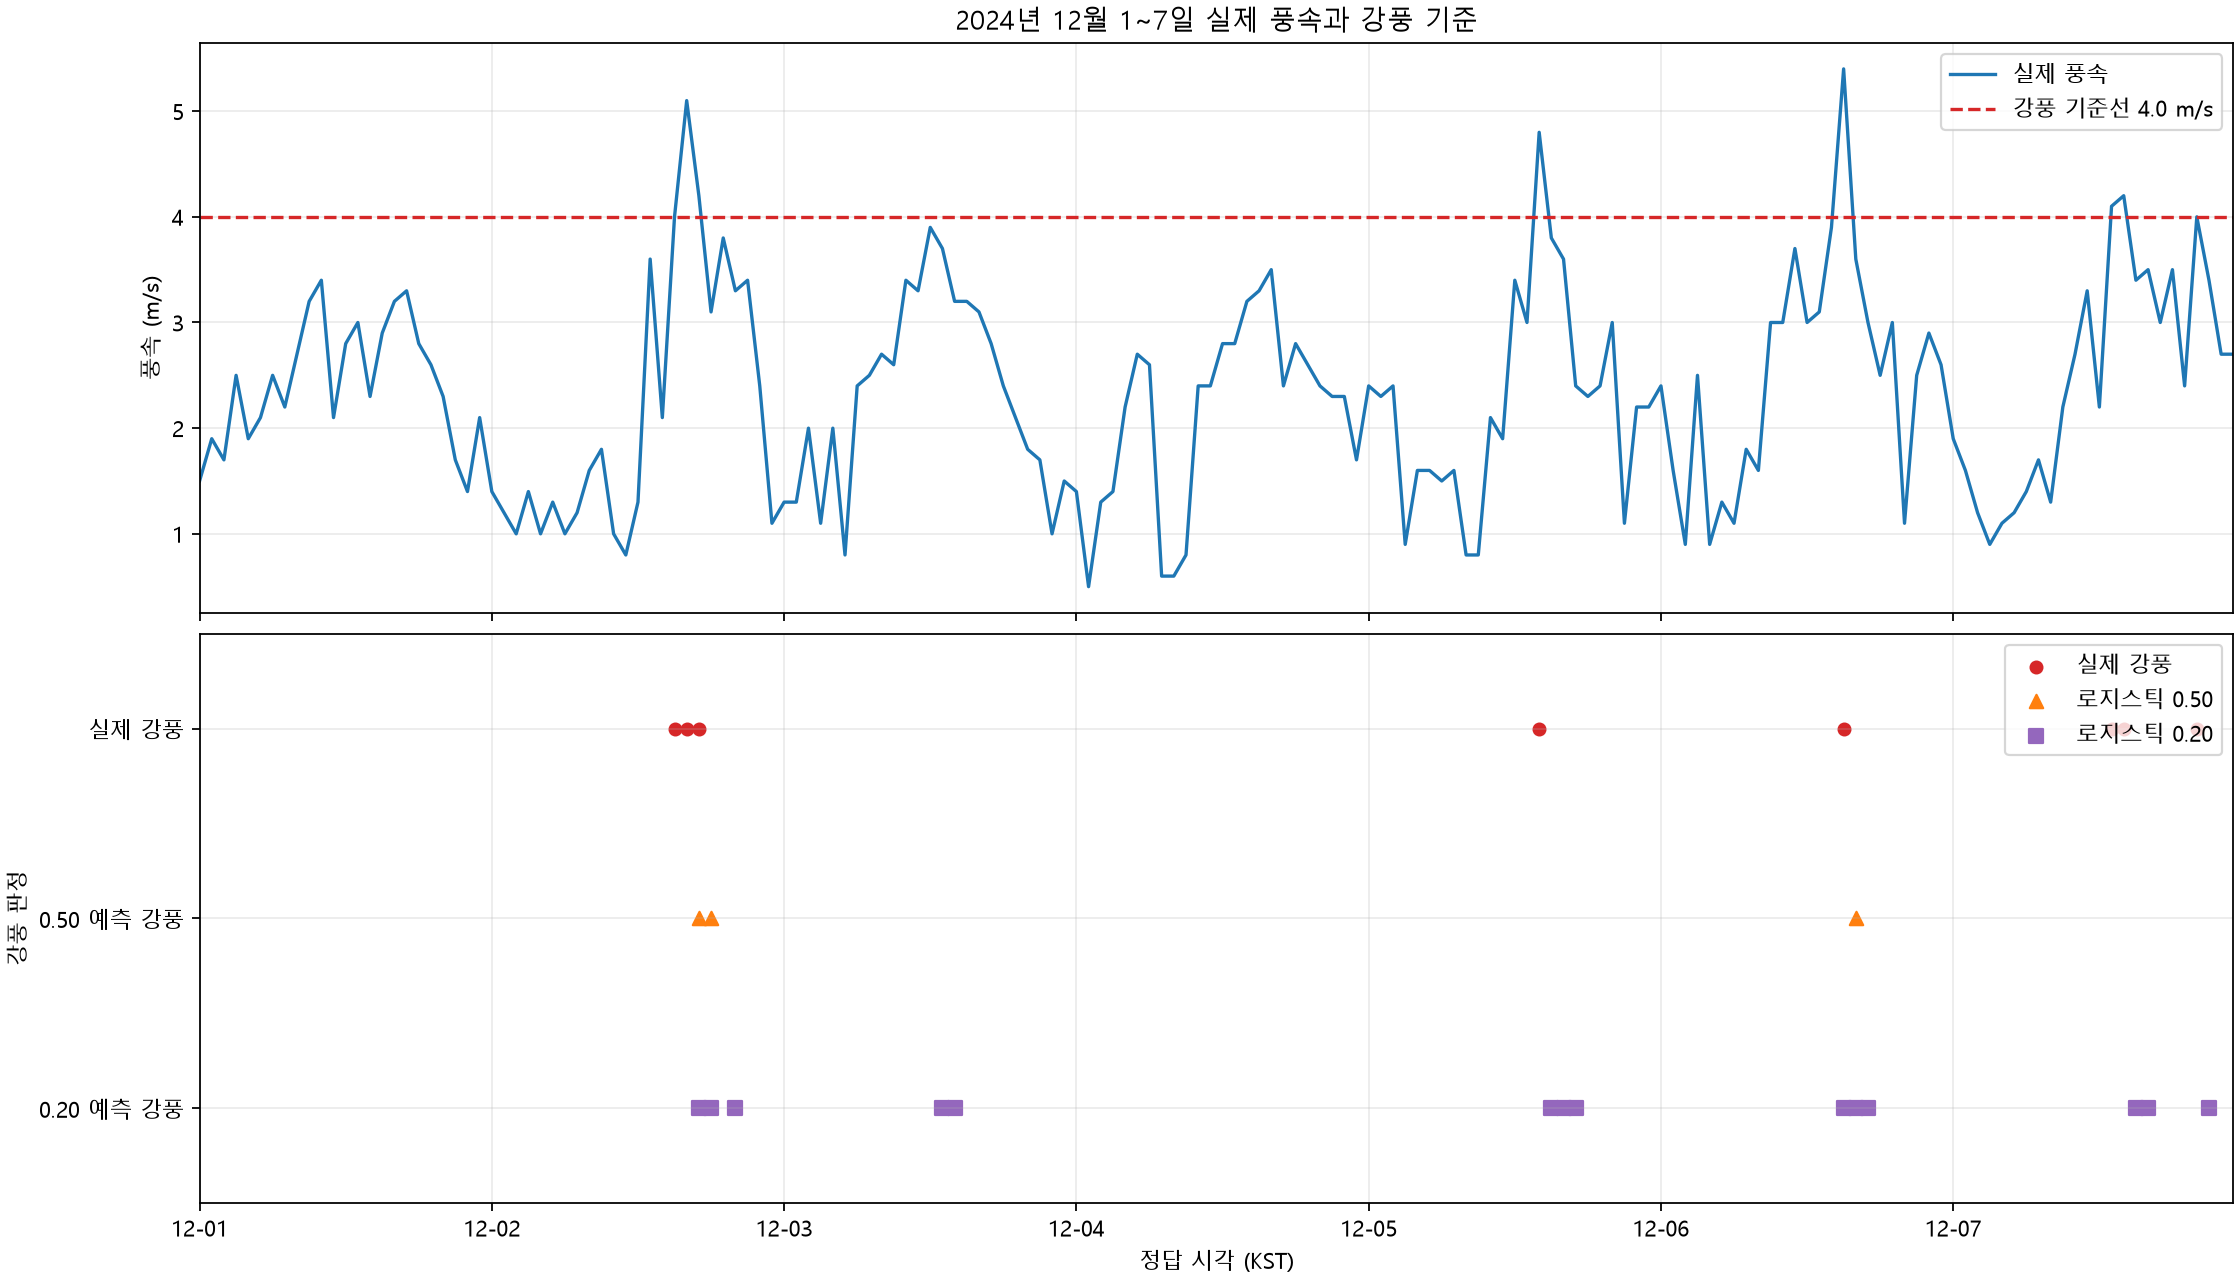 2024년 12월 1~7일 실제 풍속과 강풍 기준
실제 풍속
강풍 기준선 4.0 m/s
풍속 (m/s)
5
4
3
2
1
실제 강풍
로지스틱 0.50
로지스틱 0.20
강풍 판정
실제 강풍
0.50 예측 강풍
0.20 예측 강풍
12-01
12-02
12-03
12-04
12-05
12-06
12-07
정답 시각 (KST)